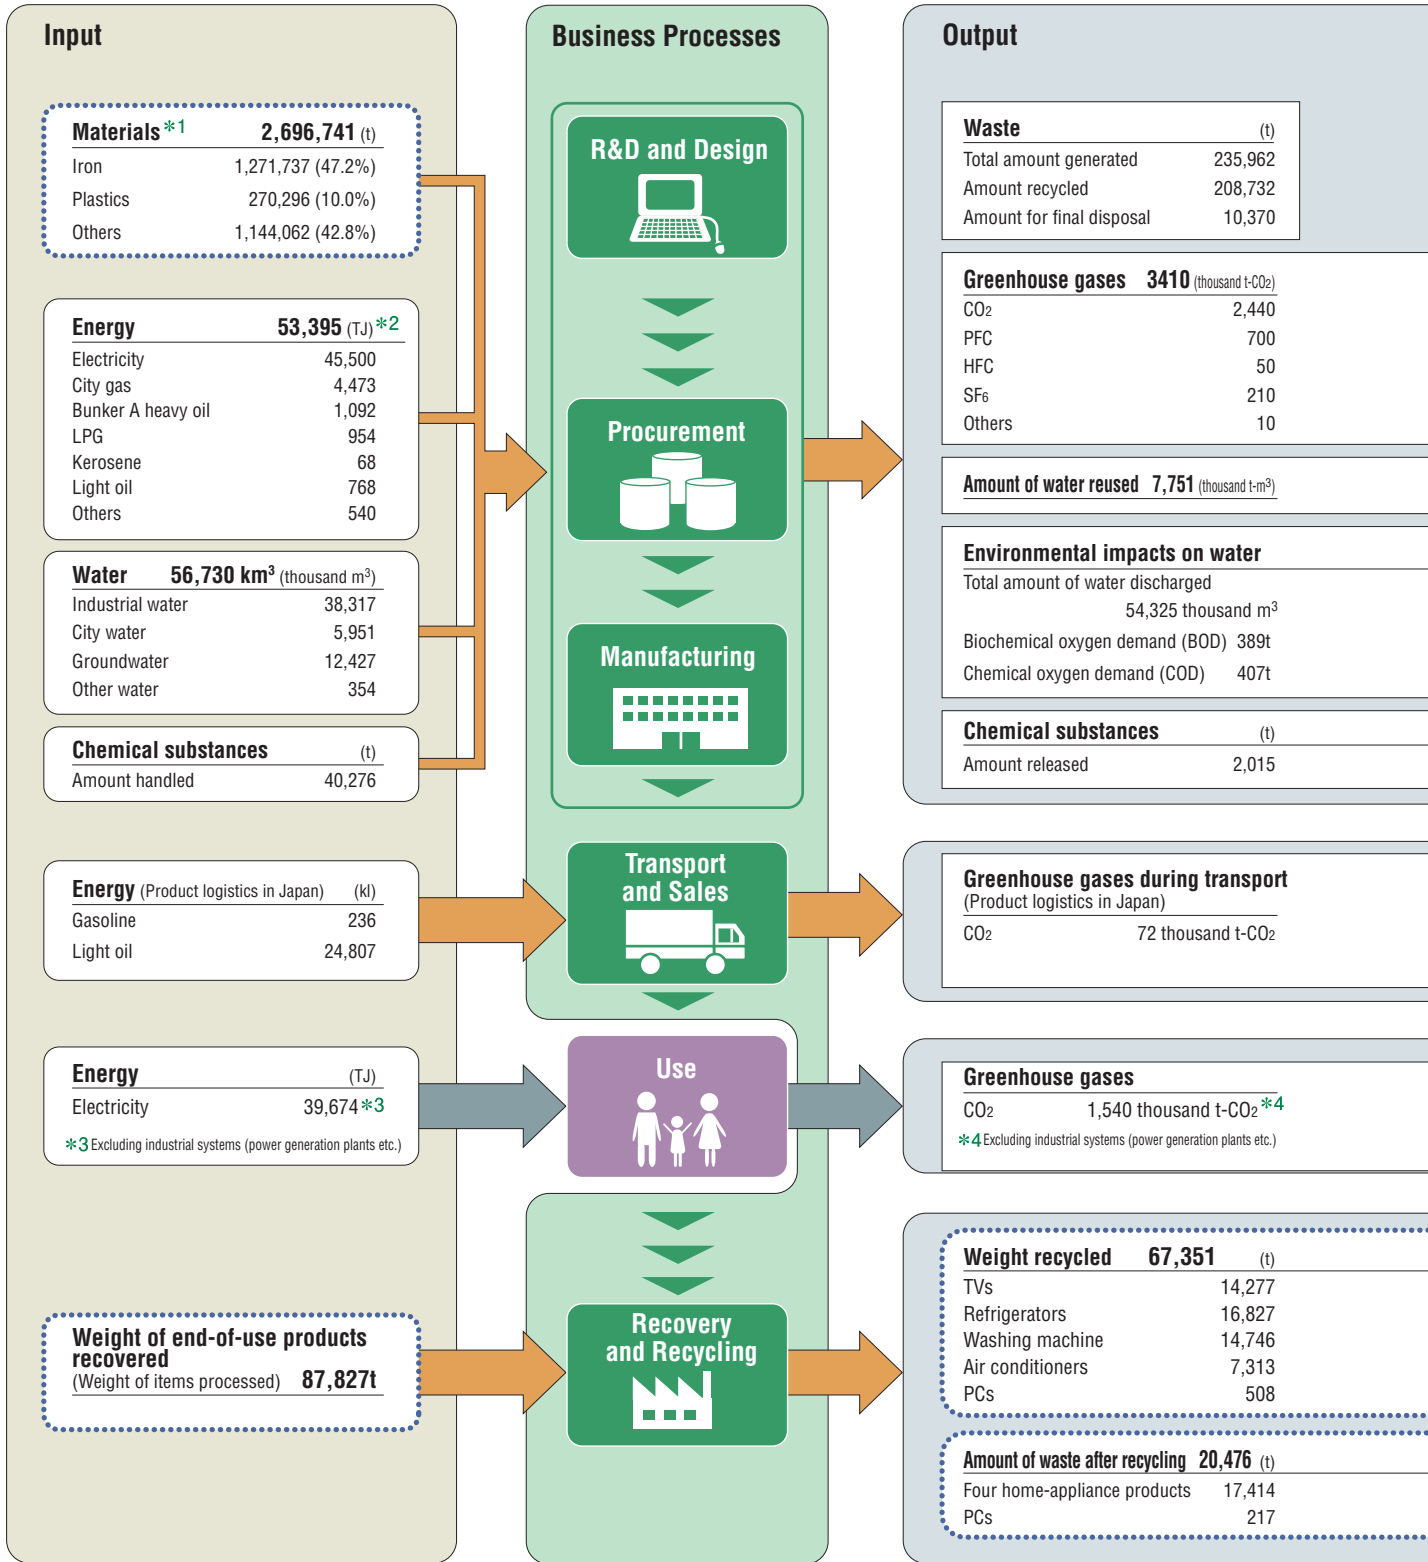 Input
Materials *1 2,696,741 (t)
Iron 1,271,737 (47.2%)
Plastics 270,296 (10.0%)
Others 1,144,062 (42.8%)
Energy 53,395 (TJ) *2
Electricity 45,500
City gas 4,473
Bunker A heavy oil 1,092
LPG 954
Kerosene 68
Light oil 768
Others 540
Water 56,730 km³ (thousand m³)
Industrial water 38,317
City water 5,951
Groundwater 12,427
Other water 354
Chemical substances (t)
Amount handled 40,276
Energy (Product logistics in Japan) (kl)
Gasoline 236
Light oil 24,807
Energy (TJ)
Electricity 39,674 *3
*3 Excluding industrial systems (power generation plants etc.)
Weight of end-of-use products
recovered
(Weight of items processed) 87,827t
Business Processes
R&D and Design
Procurement
Manufacturing
Transport
and Sales
Use
Recovery
and Recycling
Output
Waste (t)
Total amount generated 235,962
Amount recycled 208,732
Amount for final disposal 10,370
Greenhouse gases 3410 (thousand t-CO₂)
CO₂ 2,440
PFC 700
HFC 50
SF₆ 210
Others 10
Amount of water reused 7,751 (thousand t-m³)
Environmental impacts on water
Total amount of water discharged
54,325 thousand m³
Biochemical oxygen demand (BOD) 389t
Chemical oxygen demand (COD) 407t
Chemical substances (t)
Amount released 2,015
Greenhouse gases during transport
(Product logistics in Japan)
CO₂ 72 thousand t-CO₂
Greenhouse gases
CO₂ 1,540 thousand t-CO₂ *4
*4 Excluding industrial systems (power generation plants etc.)
Weight recycled 67,351 (t)
TVs 14,277
Refrigerators 16,827
Washing machine 14,746
Air conditioners 7,313
PCs 508
Amount of waste after recycling 20,476 (t)
Four home-appliance products 17,414
PCs 217